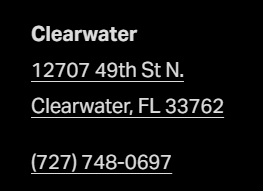 Clearwater
12707 49th St N.
Clearwater, FL 33762
(727) 748-0697